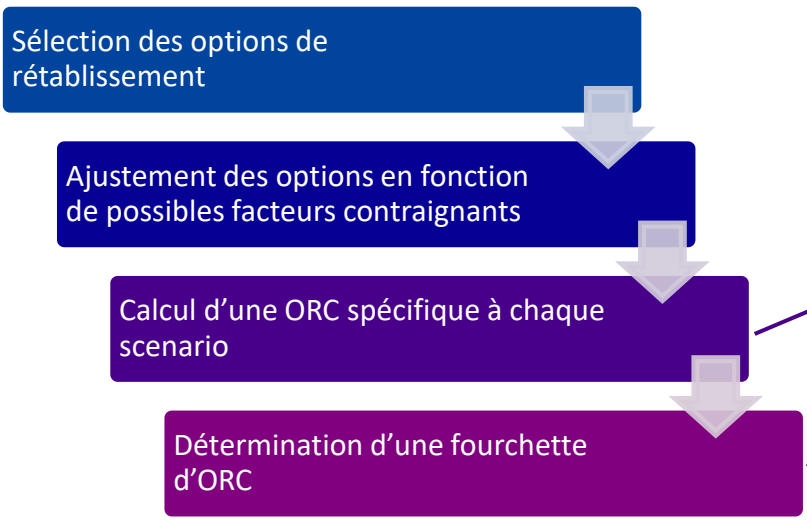 Sélection des options de
rétablissement
Ajustement des options en fonction
de possibles facteurs contraignants
Calcul d’une ORC spécifique à chaque
scenario
Détermination d’une fourchette
d’ORC